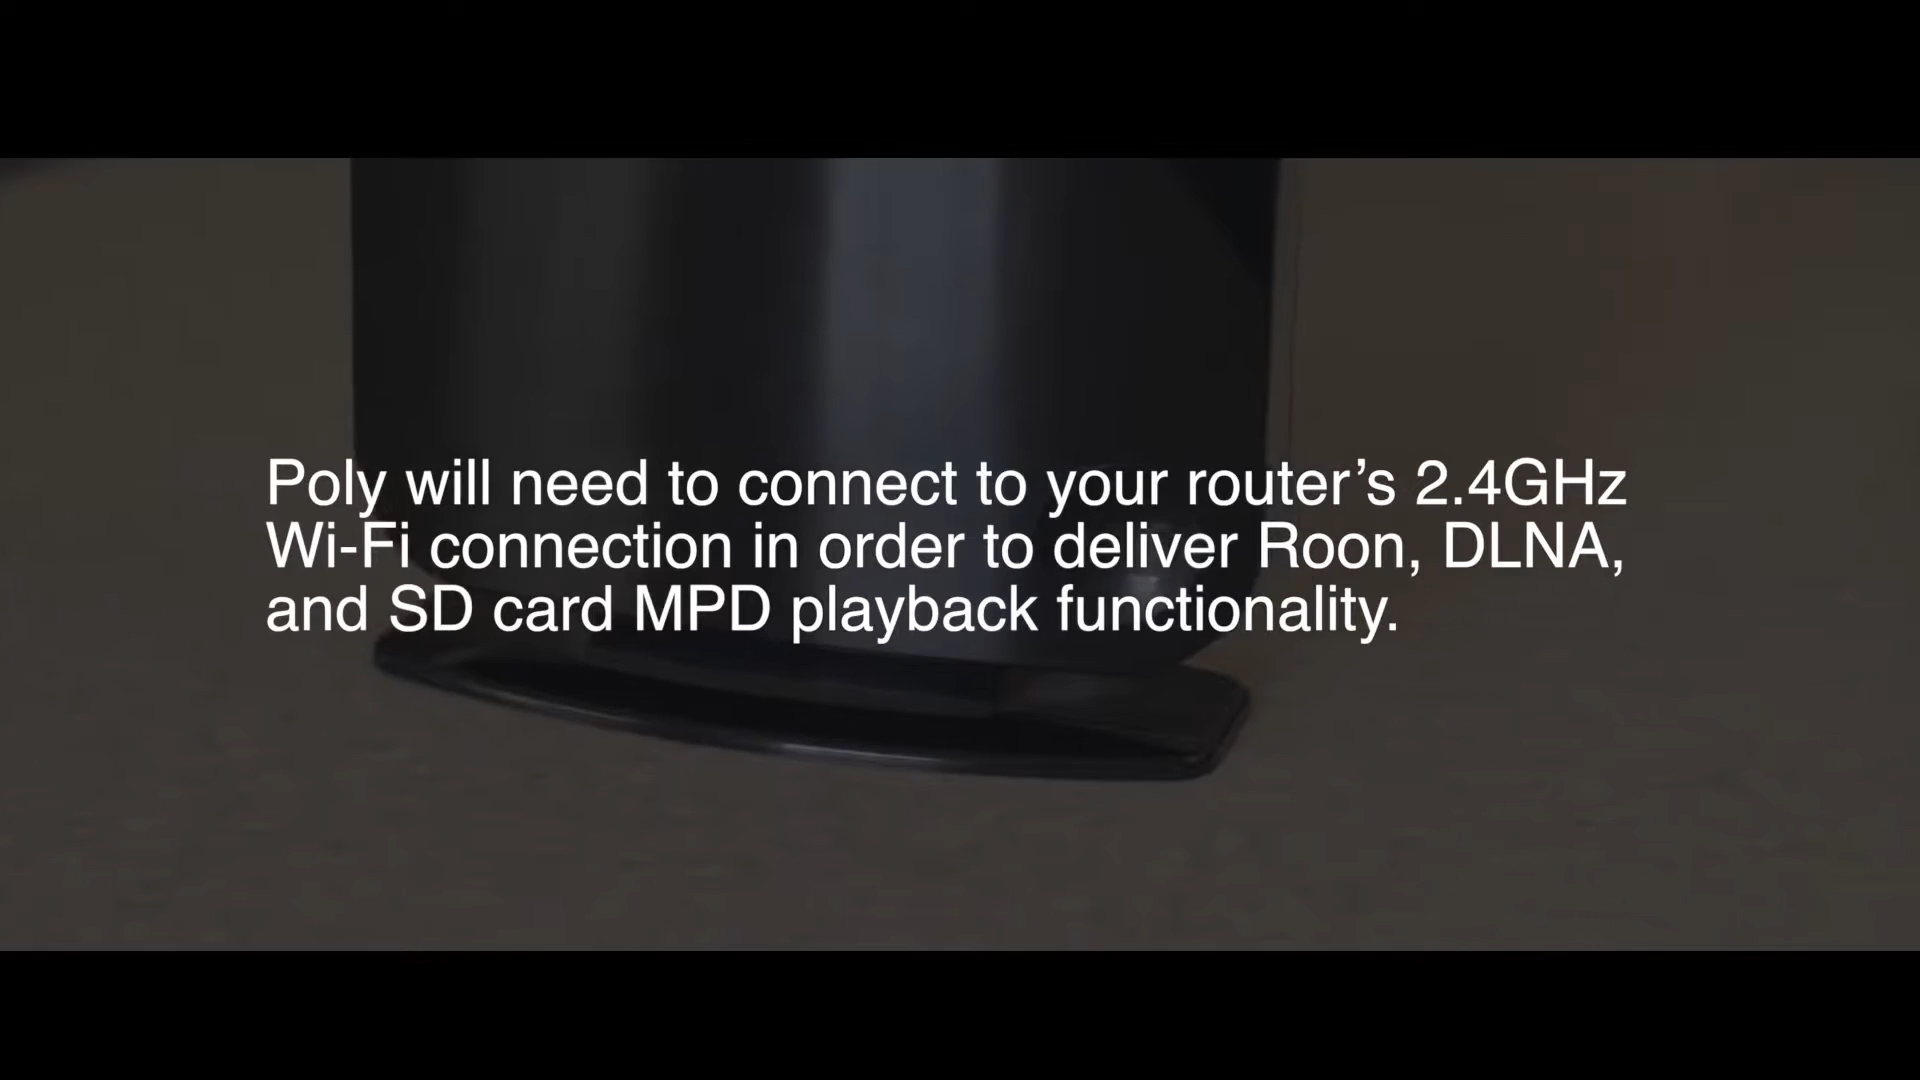 Poly will need to connect to your router’s 2.4GHz
Wi-Fi connection in order to deliver Roon, DLNA,
and SD card MPD playback functionality.